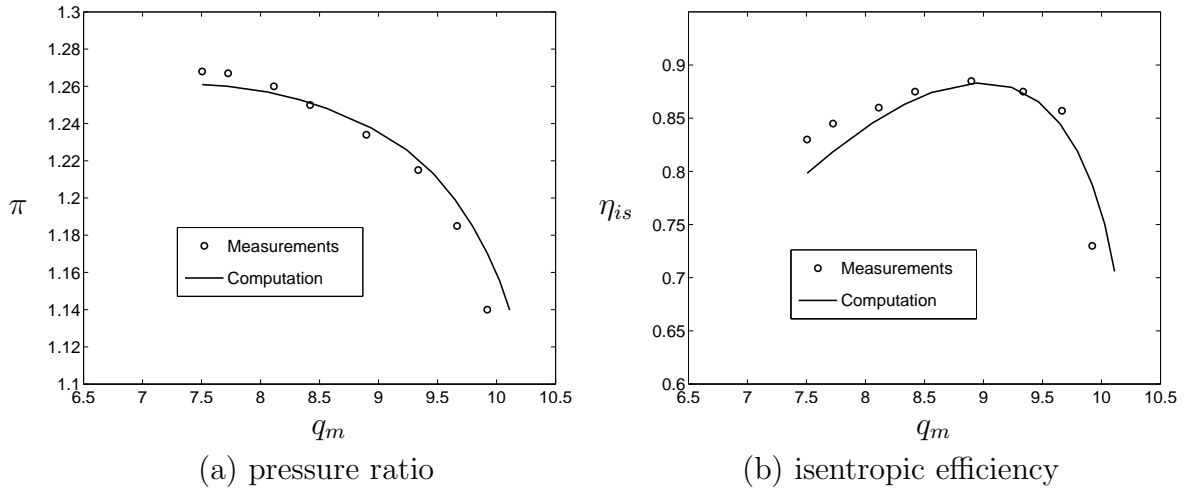 1.3
1.28
1.26
1.24
1.22
1.2
1.18
1.16
1.14
1.12
1.1
π
Measurements
Computation
6.5 7 7.5 8 8.5 9 9.5 10 10.5
q_m
(a) pressure ratio
0.9
0.85
0.8
0.75
0.7
0.65
0.6
η_is
Measurements
Computation
6.5 7 7.5 8 8.5 9 9.5 10 10.5
q_m
(b) isentropic efficiency